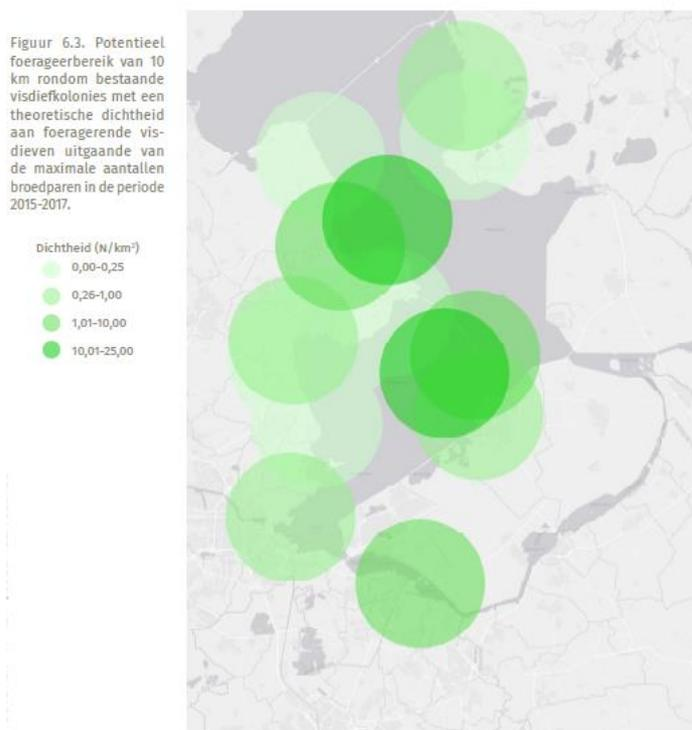 Figuur 6.3. Potentieel
foerageerbereik van 10
km rondom bestaande
visdiefkolonies met een
theoretische dichtheid
aan foeragerende vis-
dieven uitgaande van
de maximale aantallen
broedparen in de periode
2015-2017.
Dichtheid (N/km²)
0,00-0,25
0,26-1,00
1,01-10,00
10,01-25,00